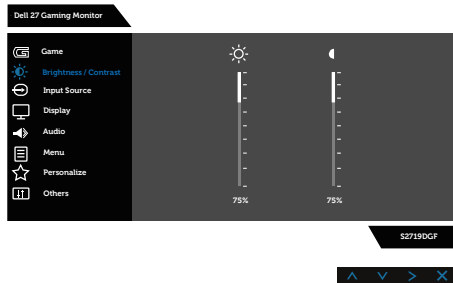 Dell 27 Gaming Monitor
Game
Brightness / Contrast
Input Source
Display
Audio
Menu
Personalize
Others
75% 75%
S2719DGF